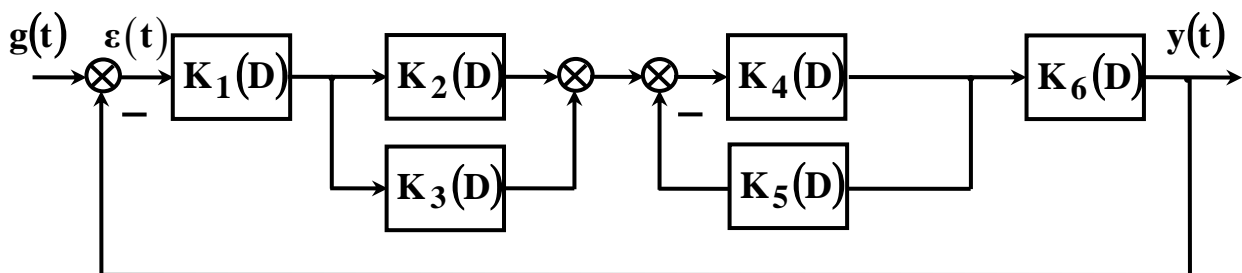 g(t)
ε(t)
K₁(D)
K₂(D)
K₄(D)
K₆(D)
y(t)
−
−
K₃(D)
K₅(D)